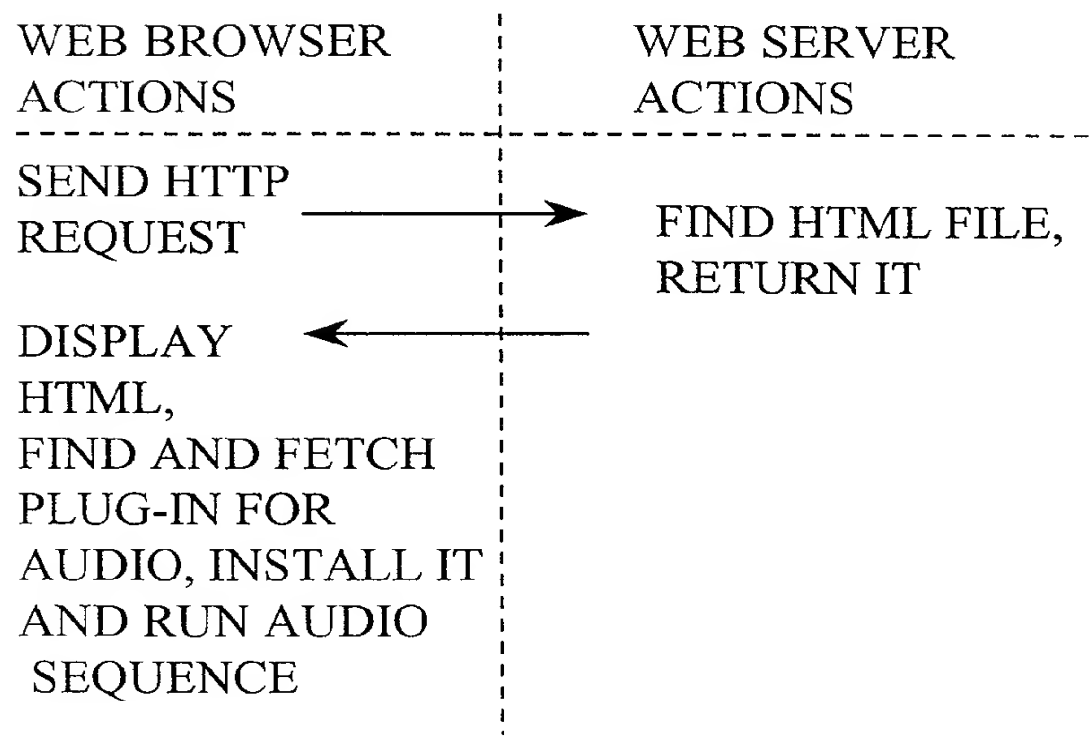 WEB BROWSER
ACTIONS
WEB SERVER
ACTIONS
SEND HTTP
REQUEST
FIND HTML FILE,
RETURN IT
DISPLAY
HTML,
FIND AND FETCH
PLUG-IN FOR
AUDIO, INSTALL IT
AND RUN AUDIO
SEQUENCE